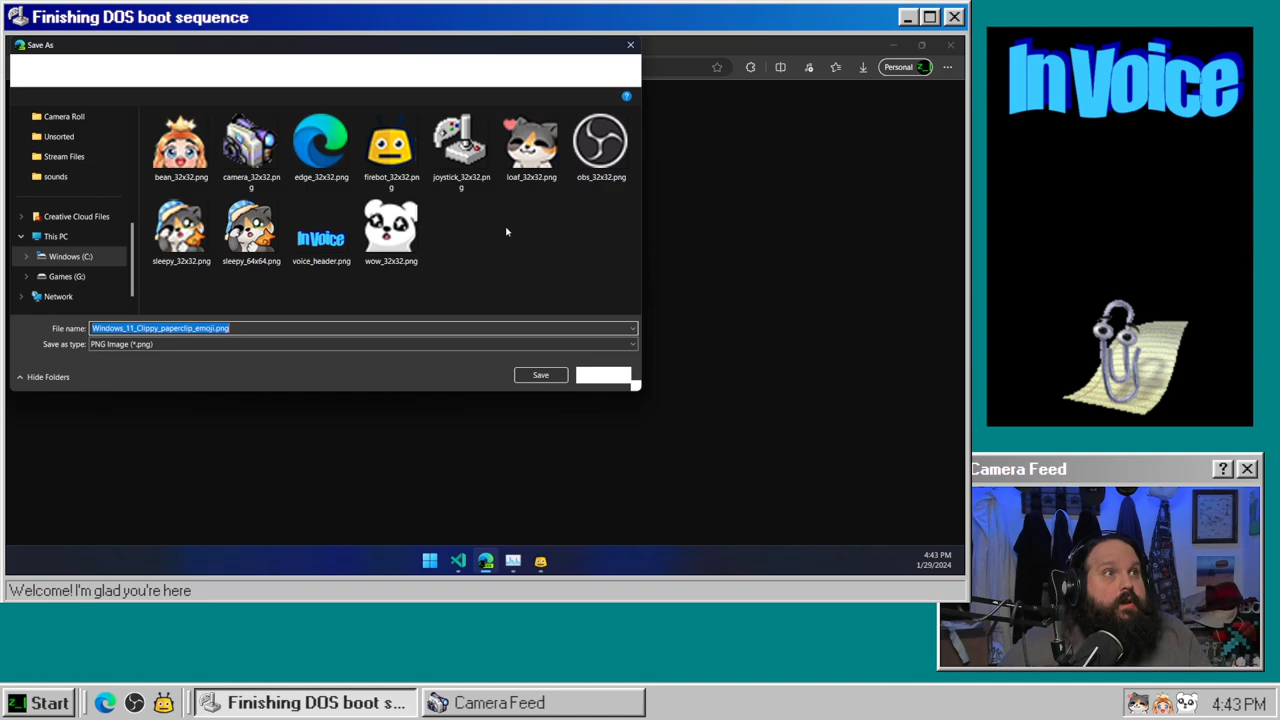 Finishing DOS boot sequence
Save As
Personal
Camera Roll
Unsorted
Stream Files
sounds
Creative Cloud Files
This PC
Windows (C:)
Games (G:)
Network
bean_32x32.png
camera_32x32.pn
g
edge_32x32.png
firebot_32x32.pn
g
joystick_32x32.pn
g
loaf_32x32.png
obs_32x32.png
sleepy_32x32.png
sleepy_64x64.png
InVoice
voice_header.png
wow_32x32.png
File name:
Windows_11_Clippy_paperclip_emoji.png
Save as type:
PNG Image (*.png)
Hide Folders
Save
4:43 PM
1/29/2024
Welcome! I'm glad you're here
InVoice
Camera Feed
Start
Finishing DOS boot s...
Camera Feed
4:43 PM